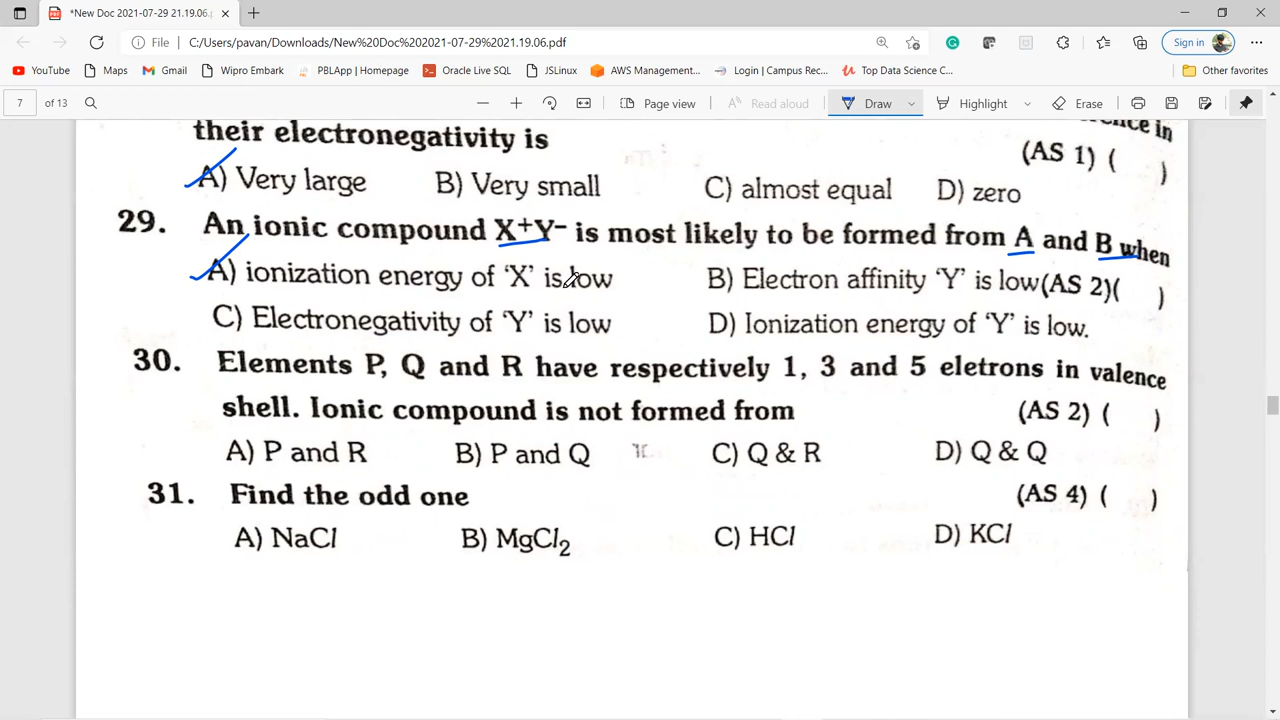 *New Doc 2021-07-29 21.19.06.p
File C:/Users/pavan/Downloads/New%20Doc%202021-07-29%2021.19.06.pdf Sign in
YouTube Maps Gmail Wipro Embark PBLApp | Homepage Oracle Live SQL JSLinux AWS Management... Login | Campus Rec... Top Data Science C... Other favorites
7 of 13 Page view Read aloud Draw Highlight Erase
their electronegativity is (AS 1) ( )
A) Very large B) Very small C) almost equal D) zero
29. An ionic compound X+Y− is most likely to be formed from A and B when
A) ionization energy of 'X' is low B) Electron affinity 'Y' is low(AS 2)( )
C) Electronegativity of 'Y' is low D) Ionization energy of 'Y' is low.
30. Elements P, Q and R have respectively 1, 3 and 5 eletrons in valence
shell. Ionic compound is not formed from (AS 2) ( )
A) P and R B) P and Q C) Q & R D) Q & Q
31. Find the odd one (AS 4) ( )
A) NaCl B) MgCl2 C) HCl D) KCl